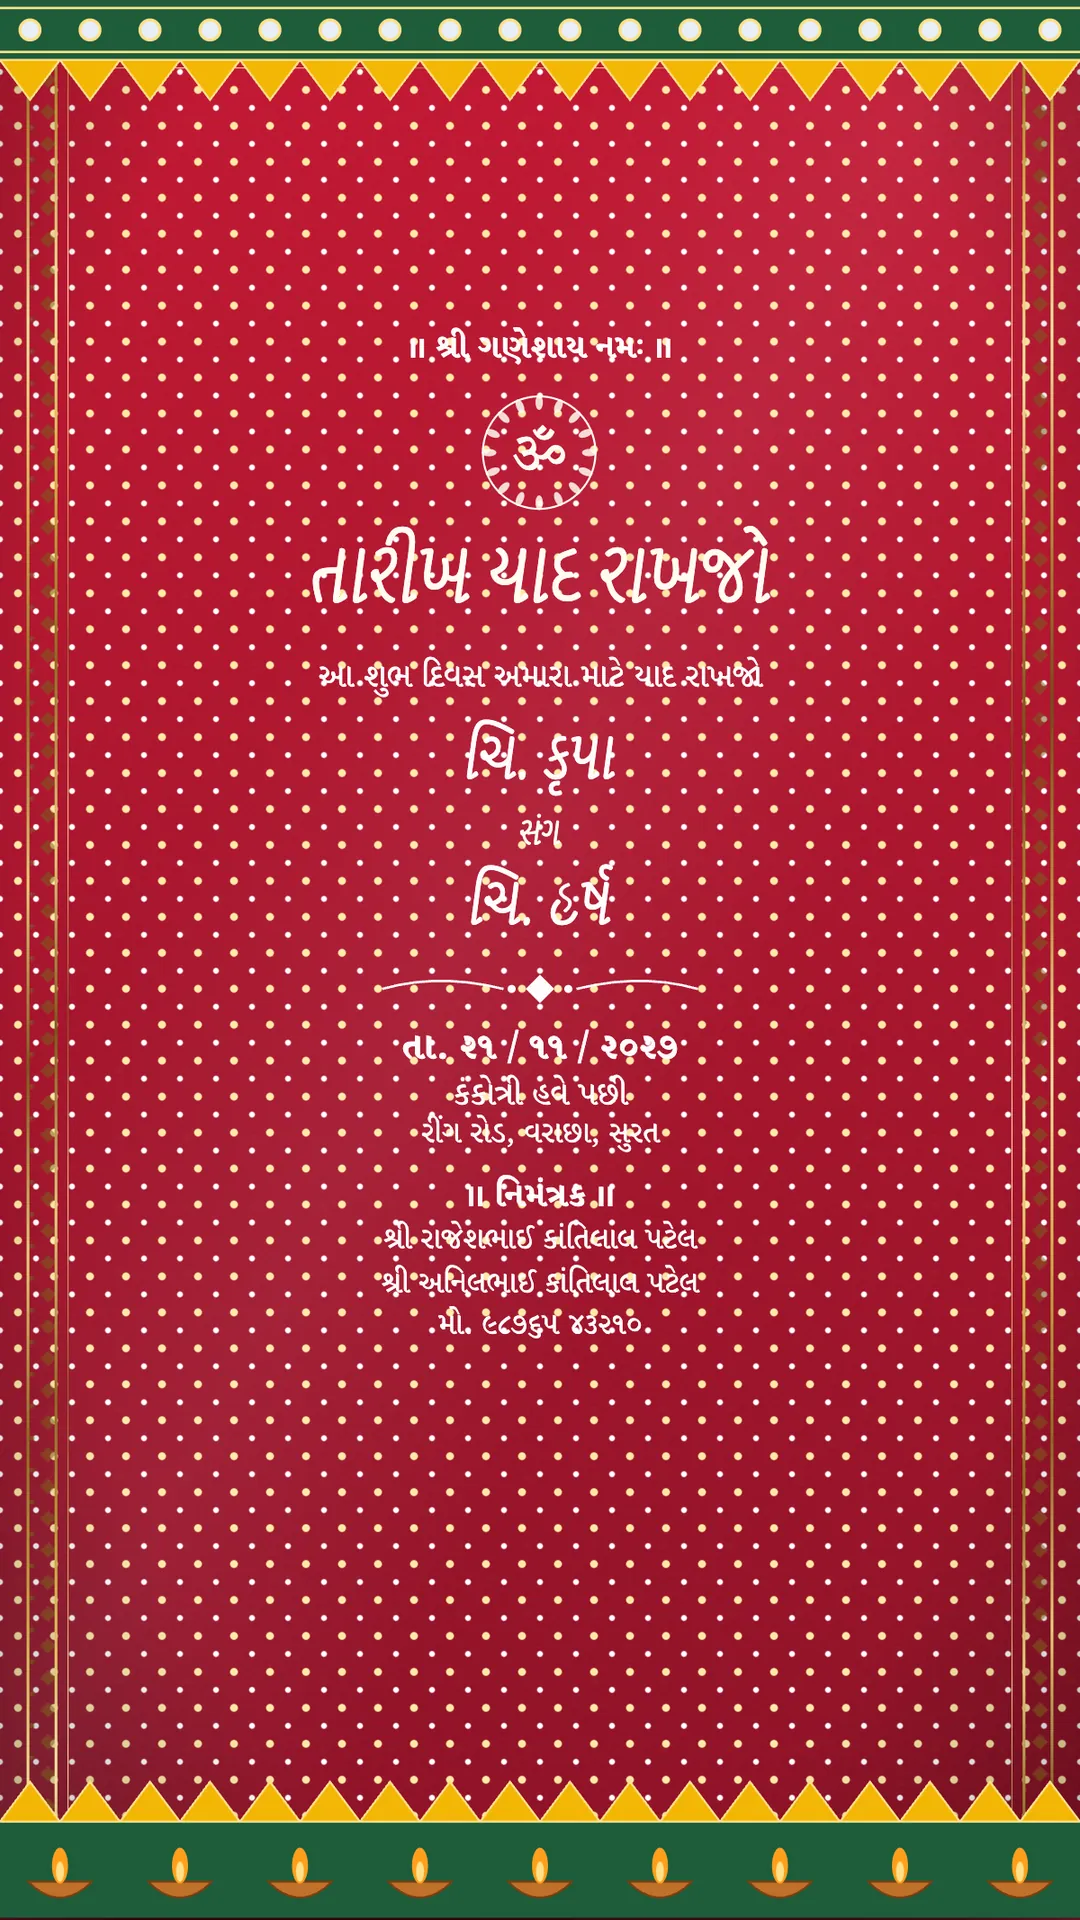 ॥ શ્રી ગણેશાય નમઃ ॥
ૐ
તારીખ યાદ રાખજો
આ શુભ દિવસ અમારા માટે યાદ રાખજો
ચિ. કૃપા
સંગ
ચિ. હર્ષ
તા. ૨૧ / ૧૧ / ૨૦૨૭
કંકોત્રી હવે પછી
રીંગ રોડ, વરાછા, સુરત
॥ નિમંત્રક ॥
શ્રી રાજેશભાઈ કાંતિલાલ પટેલ
શ્રી અનિલભાઈ કાંતિલાલ પટેલ
મો. ૯૮૭૬૫ ૪૩૨૧૦